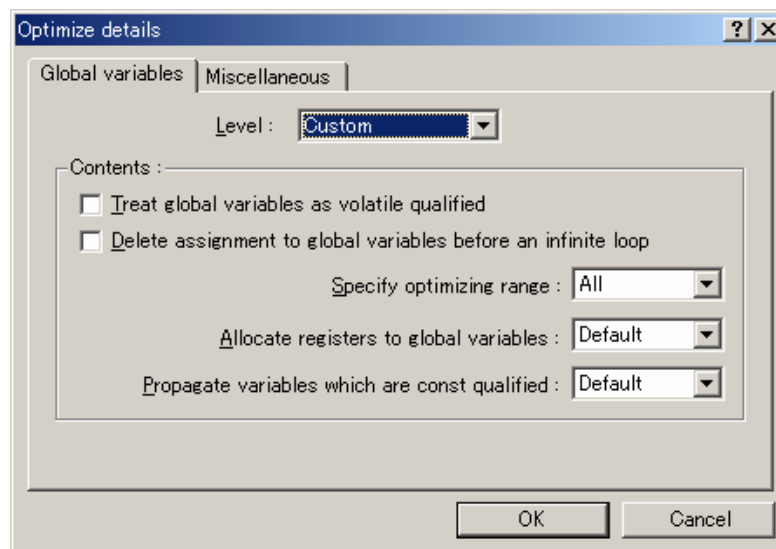 Optimize details
Global variables Miscellaneous
Level : Custom
Contents :
Treat global variables as volatile qualified
Delete assignment to global variables before an infinite loop
Specify optimizing range : All
Allocate registers to global variables : Default
Propagate variables which are const qualified : Default
OK Cancel